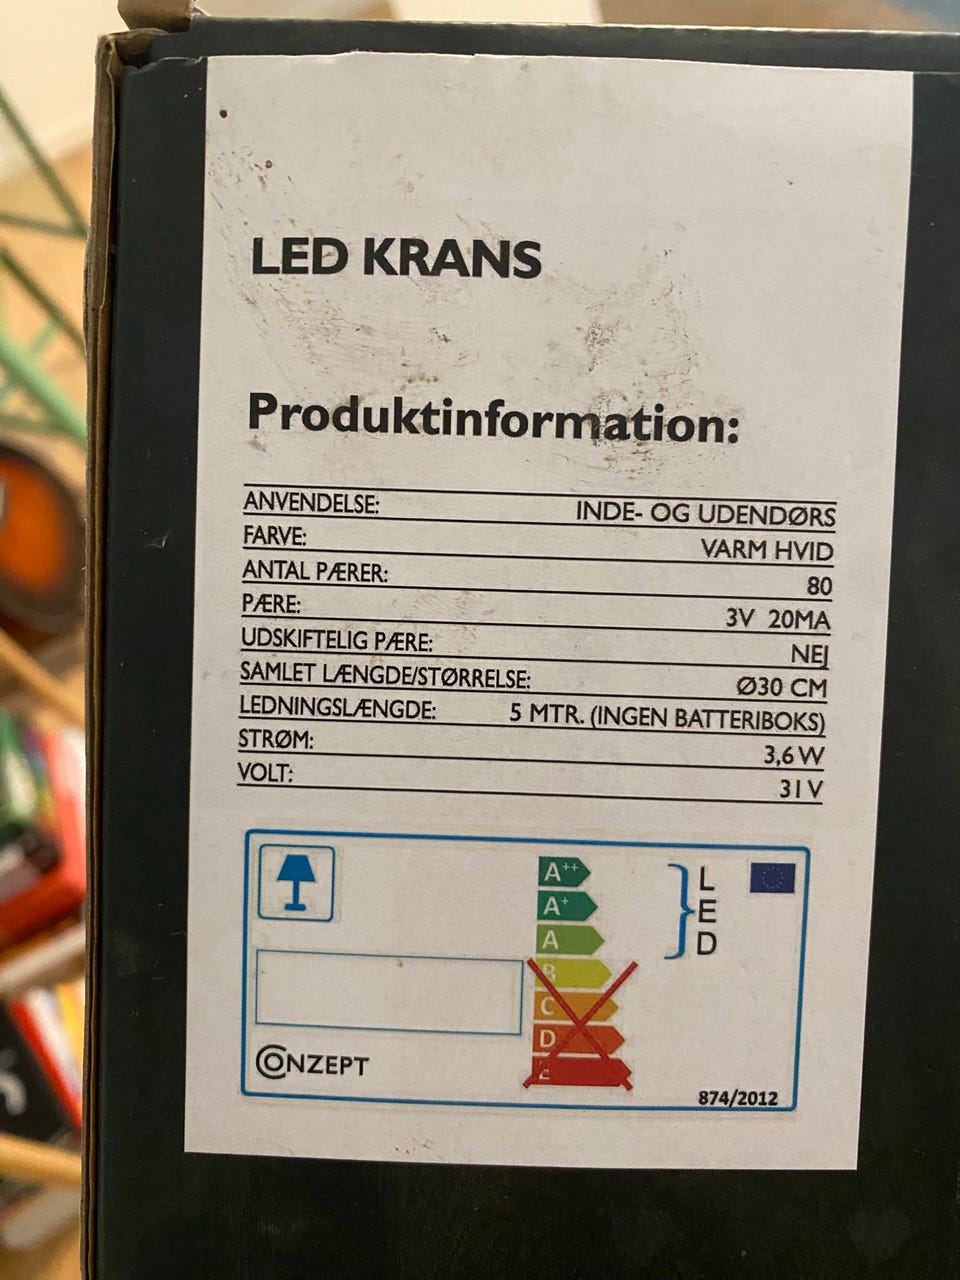 LED KRANS
Produktinformation:
ANVENDELSE: INDE- OG UDENDØRS
FARVE: VARM HVID
ANTAL PÆRER: 80
PÆRE: 3V 20MA
UDSKIFTELIG PÆRE: NEJ
SAMLET LÆNGDE/STØRRELSE: Ø30 CM
LEDNINGSLÆNGDE: 5 MTR. (INGEN BATTERIBOKS)
STRØM: 3,6 W
VOLT: 31 V
A++
A+
A
B
C
D
E
L
E
D
CONZEPT
874/2012